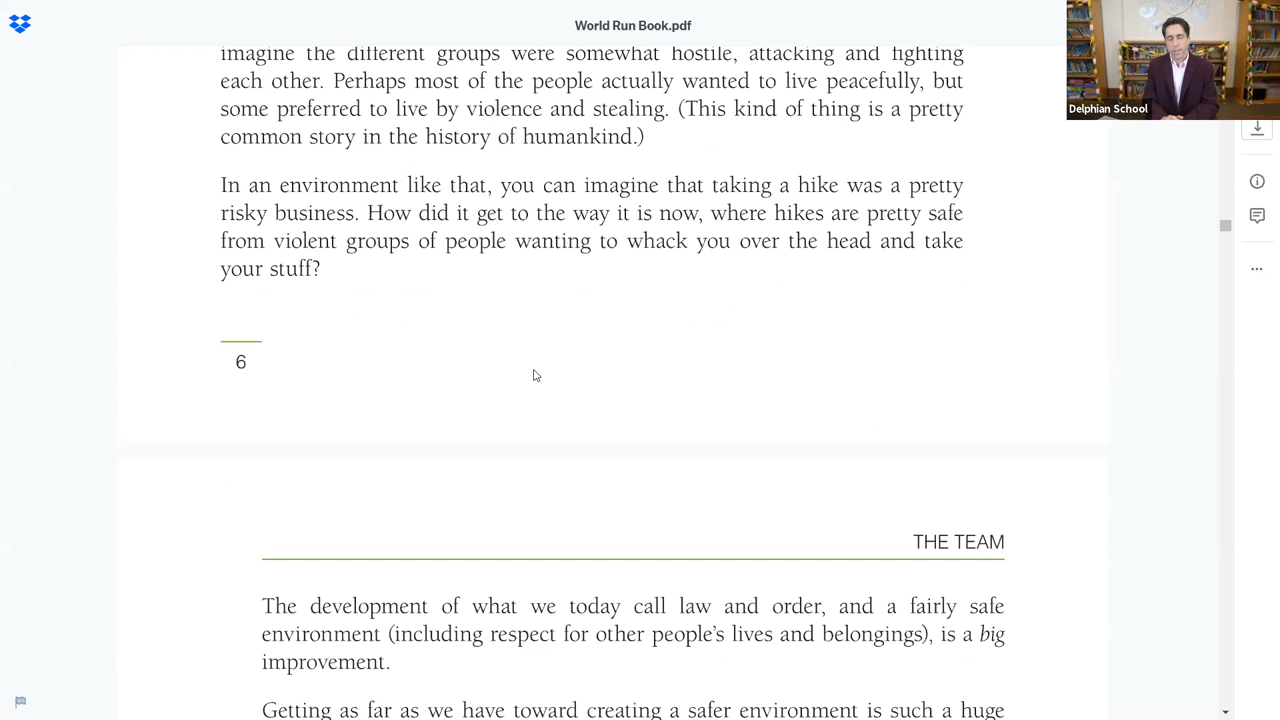 World Run Book.pdf
Delphian School
imagine the different groups were somewhat hostile, attacking and fighting
each other. Perhaps most of the people actually wanted to live peacefully, but
some preferred to live by violence and stealing. (This kind of thing is a pretty
common story in the history of humankind.)
In an environment like that, you can imagine that taking a hike was a pretty
risky business. How did it get to the way it is now, where hikes are pretty safe
from violent groups of people wanting to whack you over the head and take
your stuff?
6
THE TEAM
The development of what we today call law and order, and a fairly safe
environment (including respect for other people's lives and belongings), is a big
improvement.
Getting as far as we have toward creating a safer environment is such a huge